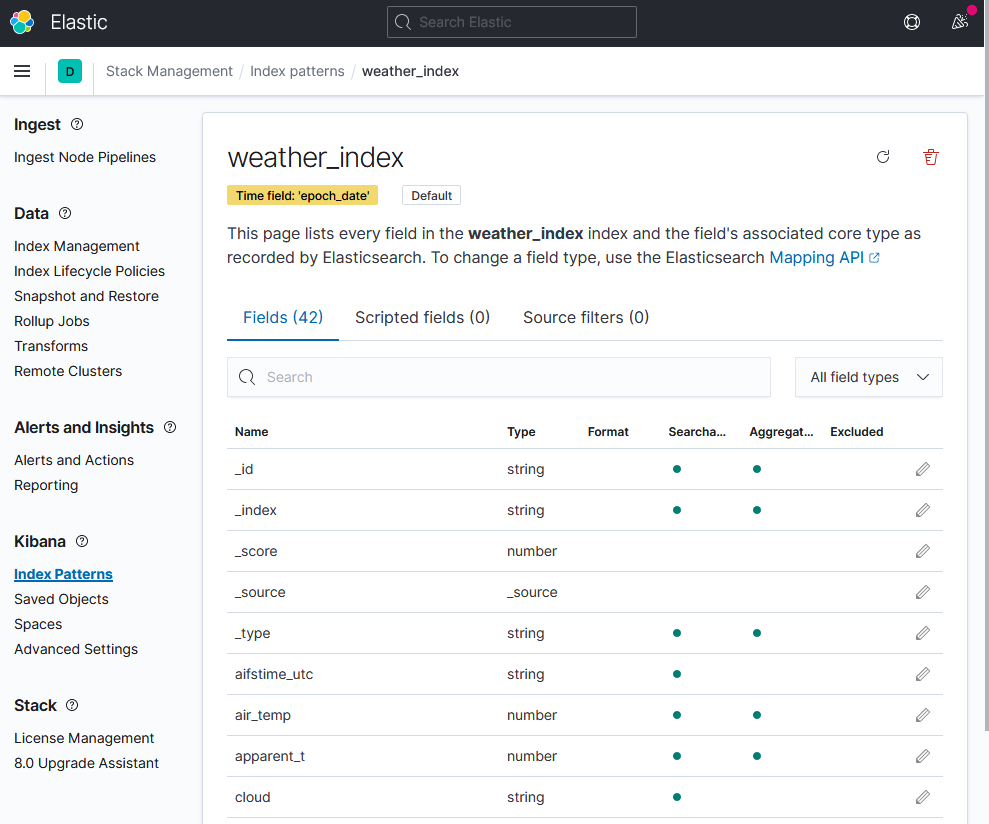 Elastic
Search Elastic
D
Stack Management / Index patterns / weather_index
Ingest
Ingest Node Pipelines
Data
Index Management
Index Lifecycle Policies
Snapshot and Restore
Rollup Jobs
Transforms
Remote Clusters
Alerts and Insights
Alerts and Actions
Reporting
Kibana
Index Patterns
Saved Objects
Spaces
Advanced Settings
Stack
License Management
8.0 Upgrade Assistant
weather_index
Time field: 'epoch_date' Default
This page lists every field in the weather_index index and the field's associated core type as
recorded by Elasticsearch. To change a field type, use the Elasticsearch Mapping API
Fields (42) Scripted fields (0) Source filters (0)
Search All field types
Name Type Format Searcha... Aggregat... Excluded
_id string
_index string
_score number
_source _source
_type string
aifstime_utc string
air_temp number
apparent_t number
cloud string